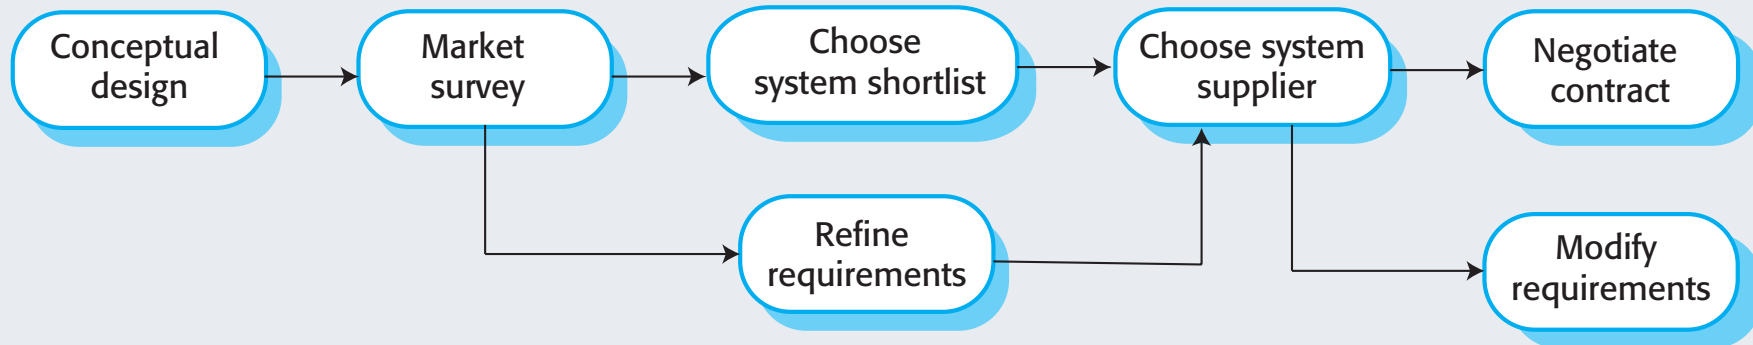 Conceptual
design
Market
survey
Choose
system shortlist
Choose system
supplier
Negotiate
contract
Refine
requirements
Modify
requirements